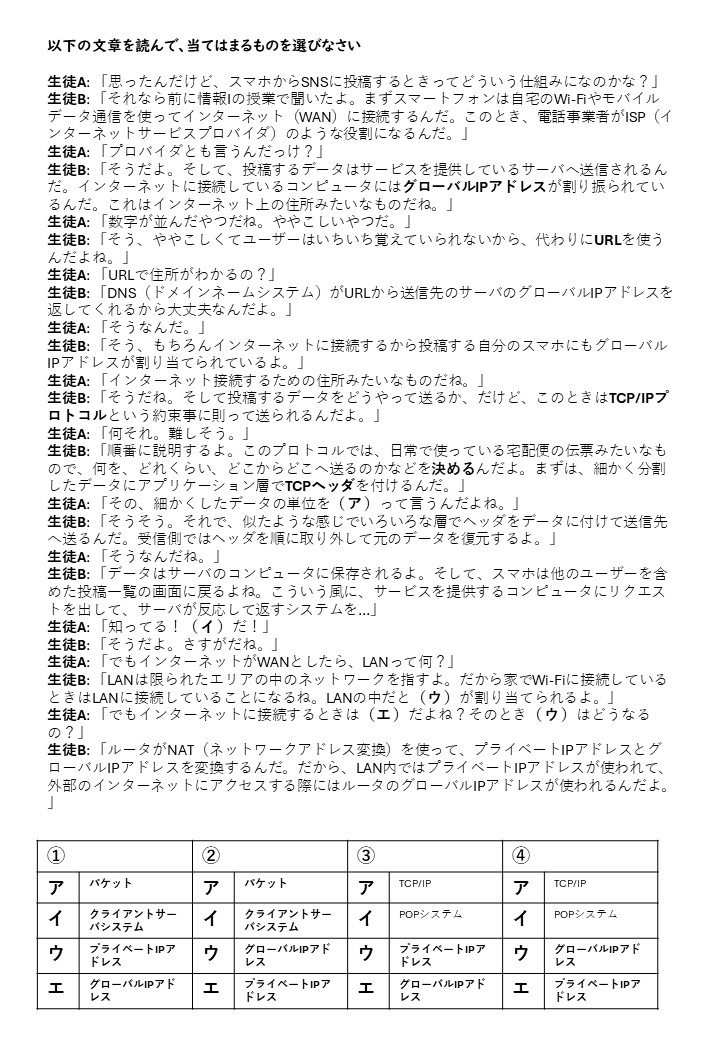 以下の文章を読んで、当てはまるものを選びなさい
生徒A: 「思ったんだけど、スマホからSNSに投稿するときってどういう仕組みになのかな？」
生徒B: 「それなら前に情報Iの授業で聞いたよ。まずスマートフォンは自宅のWi-Fiやモバイル
データ通信を使ってインターネット（WAN）に接続するんだ。このとき、電話事業者がISP（イ
ンターネットサービスプロバイダ）のような役割になるんだ。」
生徒A: 「プロバイダとも言うんだっけ？」
生徒B: 「そうだよ。そして、投稿するデータはサービスを提供しているサーバへ送信されるん
だ。インターネットに接続しているコンピュータにはグローバルIPアドレスが割り振られてい
るんだ。これはインターネット上の住所みたいなものだね。」
生徒A: 「数字が並んだやつだね。ややこしいやつだ。」
生徒B: 「そう、ややこしくてユーザーはいちいち覚えていられないから、代わりにURLを使う
んだよね。」
生徒A: 「URLで住所がわかるの？」
生徒B: 「DNS（ドメインネームシステム）がURLから送信先のサーバのグローバルIPアドレスを
返してくれるから大丈夫なんだよ。」
生徒A: 「そうなんだ。」
生徒B: 「そう、もちろんインターネットに接続するから投稿する自分のスマホにもグローバル
IPアドレスが割り当てられているよ。」
生徒A: 「インターネット接続するための住所みたいなものだね。」
生徒B: 「そうだね。そして投稿するデータをどうやって送るか、だけど、このときはTCP/IPプ
ロトコルという約束事に則って送られるんだよ。」
生徒A: 「何それ。難しそう。」
生徒B: 「順番に説明するよ。このプロトコルでは、日常で使っている宅配便の伝票みたいなも
ので、何を、どれくらい、どこからどこへ送るのかなどを決めるんだよ。まずは、細かく分割
したデータにアプリケーション層でTCPヘッダを付けるんだ。」
生徒A: 「その、細かくしたデータの単位を（ア）って言うんだよね。」
生徒B: 「そうそう。それで、似たような感じでいろいろな層でヘッダをデータに付けて送信先
へ送るんだ。受信側ではヘッダを順に取り外して元のデータを復元するよ。」
生徒A: 「そうなんだね。」
生徒B: 「データはサーバのコンピュータに保存されるよ。そして、スマホは他のユーザーを含
めた投稿一覧の画面に戻るよね。こういう風に、サービスを提供するコンピュータにリクエス
トを出して、サーバが反応して返すシステムを...」
生徒A: 「知ってる！（イ）だ！」
生徒B: 「そうだよ。さすがだね。」
生徒A: 「でもインターネットがWANとしたら、LANって何？」
生徒B: 「LANは限られたエリアの中のネットワークを指すよ。だから家でWi-Fiに接続している
ときはLANに接続していることになるね。LANの中だと（ウ）が割り当てられるよ。」
生徒A: 「でもインターネットに接続するときは（エ）だよね？そのとき（ウ）はどうなる
の？」
生徒B: 「ルータがNAT（ネットワークアドレス変換）を使って、プライベートIPアドレスとグ
ローバルIPアドレスを変換するんだ。だから、LAN内ではプライベートIPアドレスが使われて、
外部のインターネットにアクセスする際にはルータのグローバルIPアドレスが使われるんだよ。
」
① ② ③ ④
ア パケット ア パケット ア TCP/IP ア TCP/IP
イ クライアントサー イ クライアントサー イ POPシステム イ POPシステム
バシステム バシステム
ウ プライベートIPア ウ グローバルIPアド ウ プライベートIPア ウ グローバルIPアド
ドレス レス ドレス レス
エ グローバルIPアド エ プライベートIPア エ グローバルIPアド エ プライベートIPア
レス ドレス レス ドレス